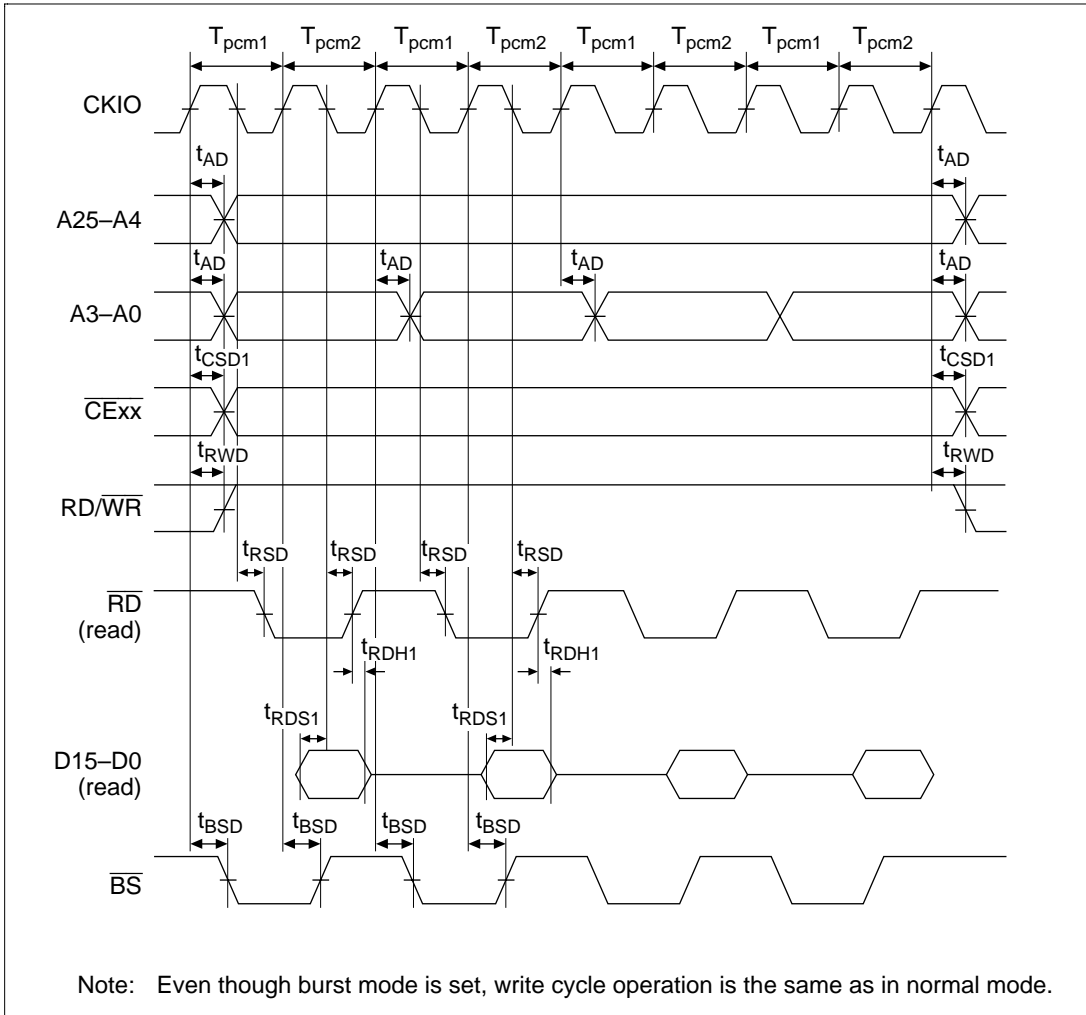 Tpcm1 Tpcm2 Tpcm1 Tpcm2 Tpcm1 Tpcm2 Tpcm1 Tpcm2
CKIO
tAD tAD
A25–A4
tAD tAD tAD tAD
A3–A0
tCSD1 tCSD1
CExx
tRWD tRWD
RD/WR
tRSD tRSD tRSD tRSD
RD
(read)
tRDH1 tRDH1
tRDS1 tRDS1
D15–D0
(read)
tBSD tBSD tBSD tBSD
BS
Note: Even though burst mode is set, write cycle operation is the same as in normal mode.